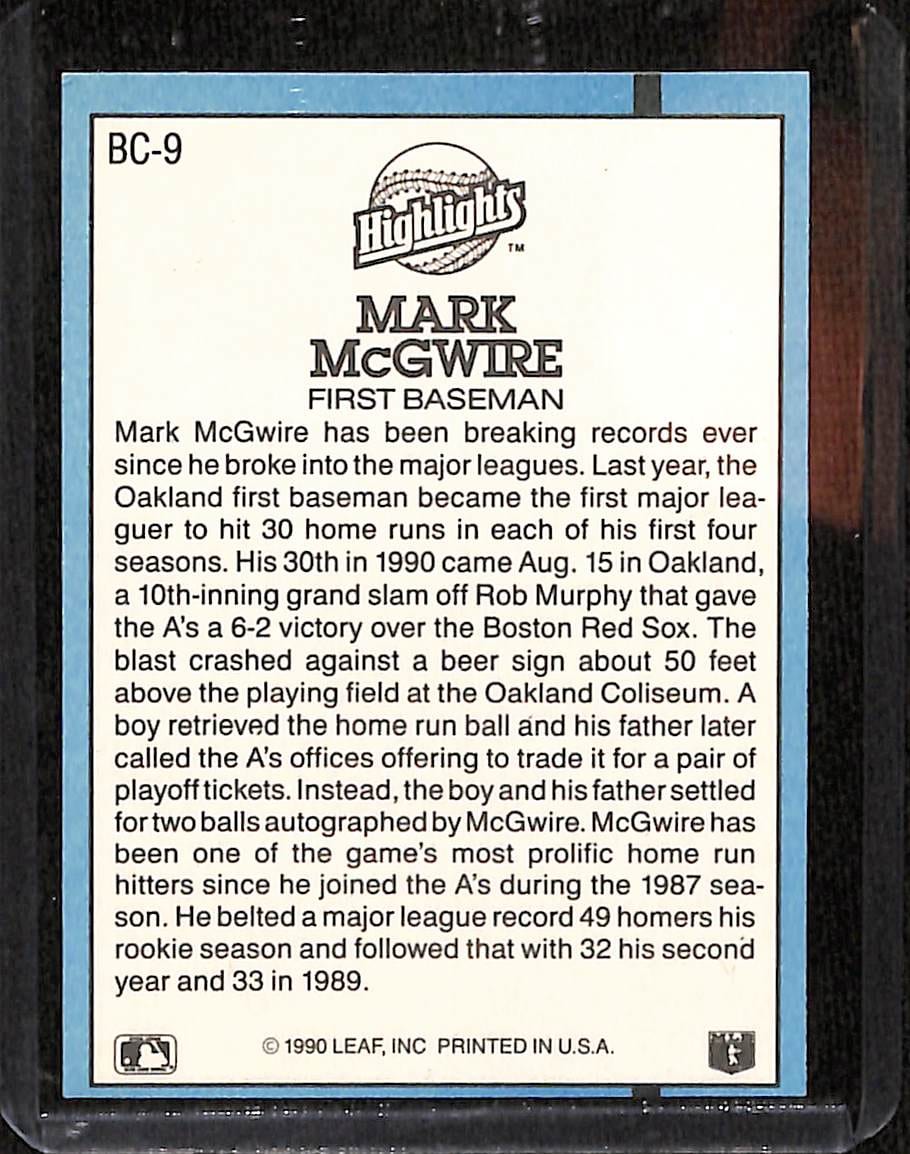 BC-9
Highlights
TM
MARK
McGWIRE
FIRST BASEMAN
Mark McGwire has been breaking records ever
since he broke into the major leagues. Last year, the
Oakland first baseman became the first major lea-
guer to hit 30 home runs in each of his first four
seasons. His 30th in 1990 came Aug. 15 in Oakland,
a 10th-inning grand slam off Rob Murphy that gave
the A's a 6-2 victory over the Boston Red Sox. The
blast crashed against a beer sign about 50 feet
above the playing field at the Oakland Coliseum. A
boy retrieved the home run ball and his father later
called the A's offices offering to trade it for a pair of
playoff tickets. Instead, the boy and his father settled
for two balls autographed by McGwire. McGwire has
been one of the game's most prolific home run
hitters since he joined the A's during the 1987 sea-
son. He belted a major league record 49 homers his
rookie season and followed that with 32 his second
year and 33 in 1989.
© 1990 LEAF, INC PRINTED IN U.S.A.